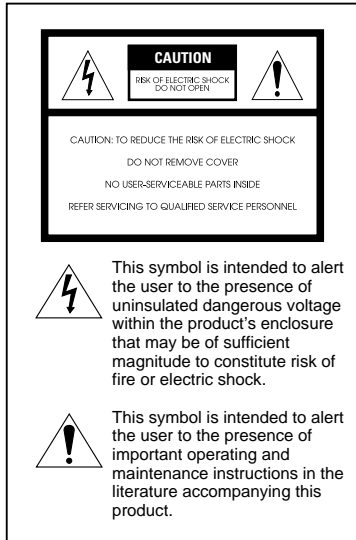 CAUTION
RISK OF ELECTRIC SHOCK
DO NOT OPEN
CAUTION: TO REDUCE THE RISK OF ELECTRIC SHOCK
DO NOT REMOVE COVER
NO USER-SERVICEABLE PARTS INSIDE
REFER SERVICING TO QUALIFIED SERVICE PERSONNEL
This symbol is intended to alert
the user to the presence of
uninsulated dangerous voltage
within the product's enclosure
that may be of sufficient
magnitude to constitute risk of
fire or electric shock.
This symbol is intended to alert
the user to the presence of
important operating and
maintenance instructions in the
literature accompanying this
product.